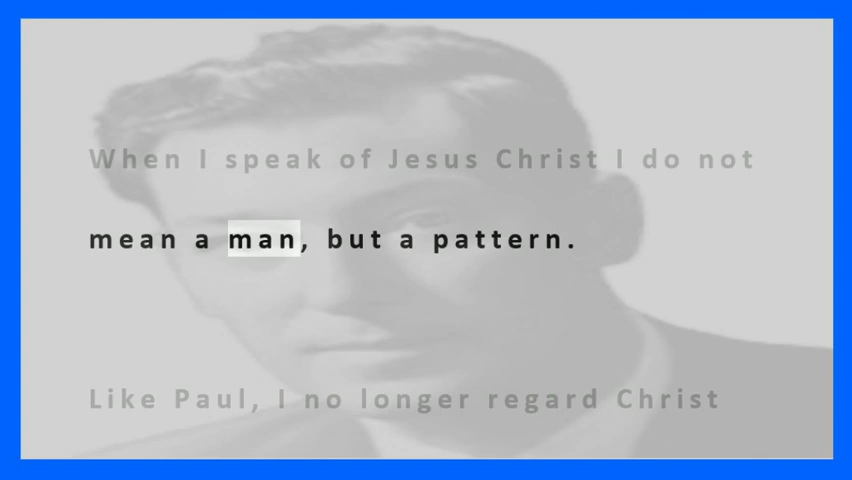 When I speak of Jesus Christ I do not
mean a man, but a pattern.
Like Paul, I no longer regard Christ